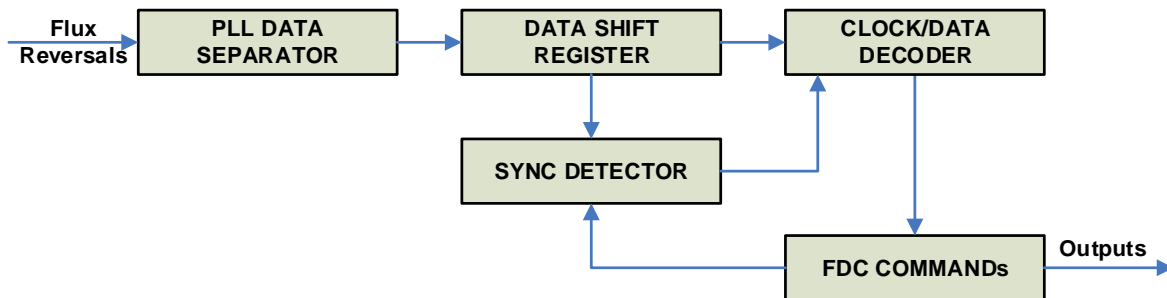 Flux
Reversals
PLL DATA
SEPARATOR
DATA SHIFT
REGISTER
CLOCK/DATA
DECODER
SYNC DETECTOR
FDC COMMANDs
Outputs